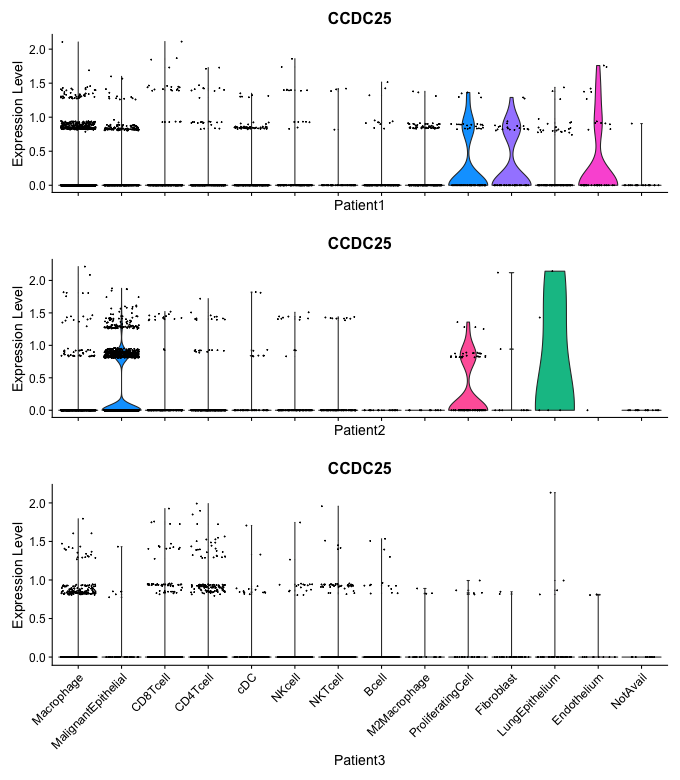 CCDC25
Expression Level
2.0
1.5
1.0
0.5
0.0
Patient1
CCDC25
Expression Level
2.0
1.5
1.0
0.5
0.0
Patient2
CCDC25
Expression Level
2.0
1.5
1.0
0.5
0.0
Macrophage
MalignantEpithelial
CD8Tcell
CD4Tcell
cDC
NKcell
NKTcell
Bcell
M2Macrophage
ProliferatingCell
Fibroblast
LungEpithelium
Endothelium
NotAvail
Patient3